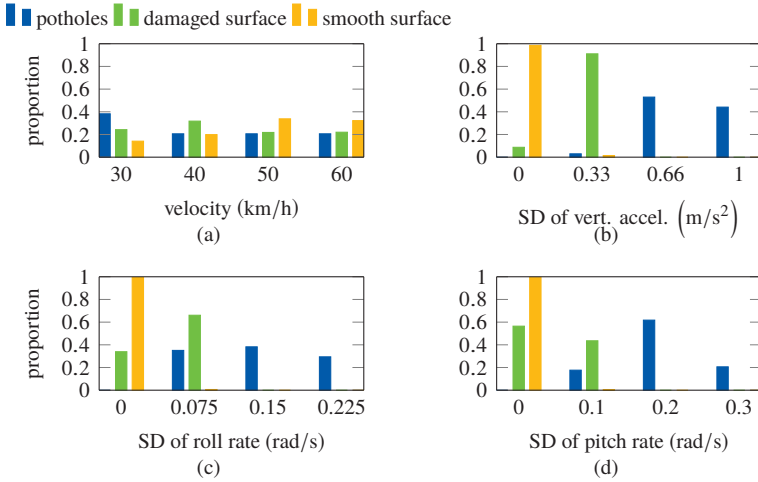 potholes damaged surface smooth surface
1
0.8
0.6
0.4
0.2
0
proportion
30 40 50 60
velocity (km/h)
(a)
1
0.8
0.6
0.4
0.2
0
0 0.33 0.66 1
SD of vert. accel. (m/s²)
(b)
1
0.8
0.6
0.4
0.2
0
proportion
0 0.075 0.15 0.225
SD of roll rate (rad/s)
(c)
1
0.8
0.6
0.4
0.2
0
0 0.1 0.2 0.3
SD of pitch rate (rad/s)
(d)